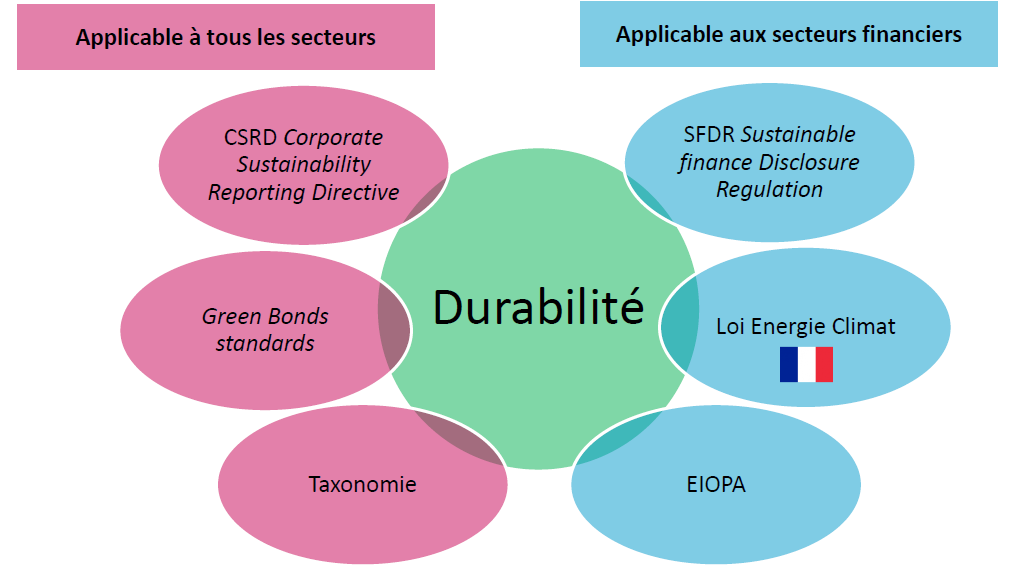 Applicable à tous les secteurs
Applicable aux secteurs financiers
CSRD Corporate
Sustainability
Reporting Directive
SFDR Sustainable
finance Disclosure
Regulation
Green Bonds
standards
Durabilité
Loi Energie Climat
Taxonomie
EIOPA